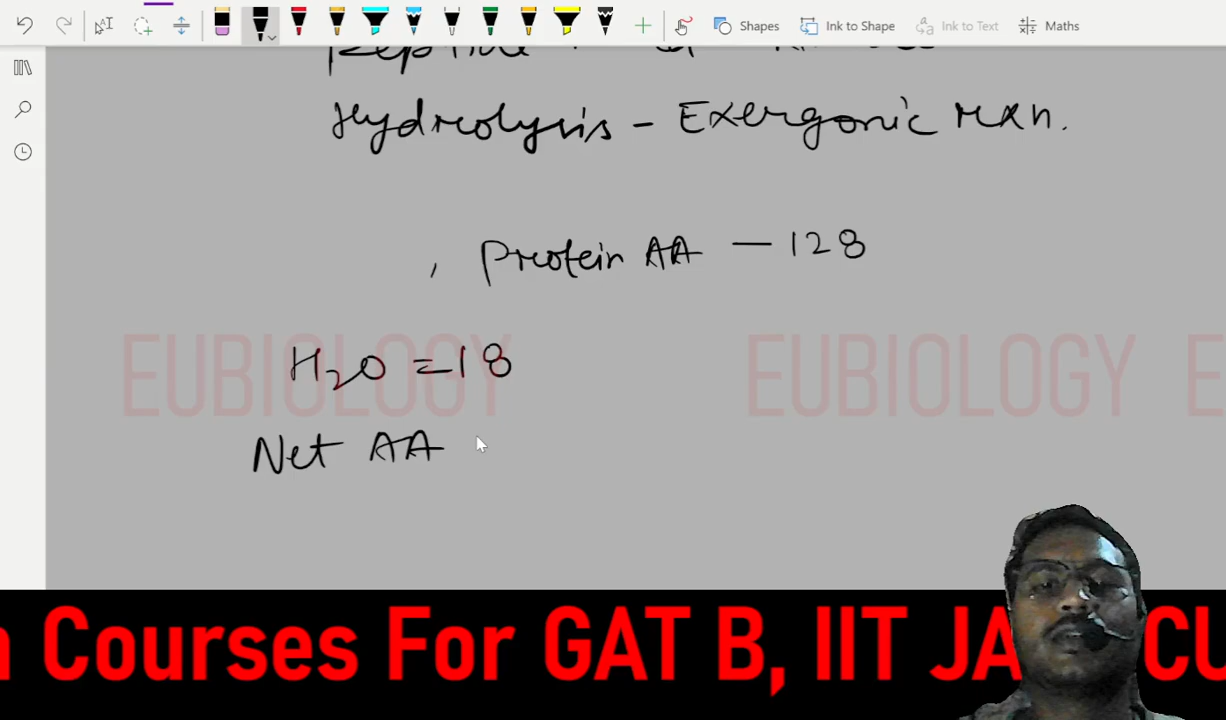 Shapes Ink to Shape Ink to Text Maths
Hydrolysis - Exergonic rxn.
, Protein AA — 128
EUBIOLOGY EUBIOLOGY E
H2O = 18
Net AA
n Courses For GAT B, IIT JA CU